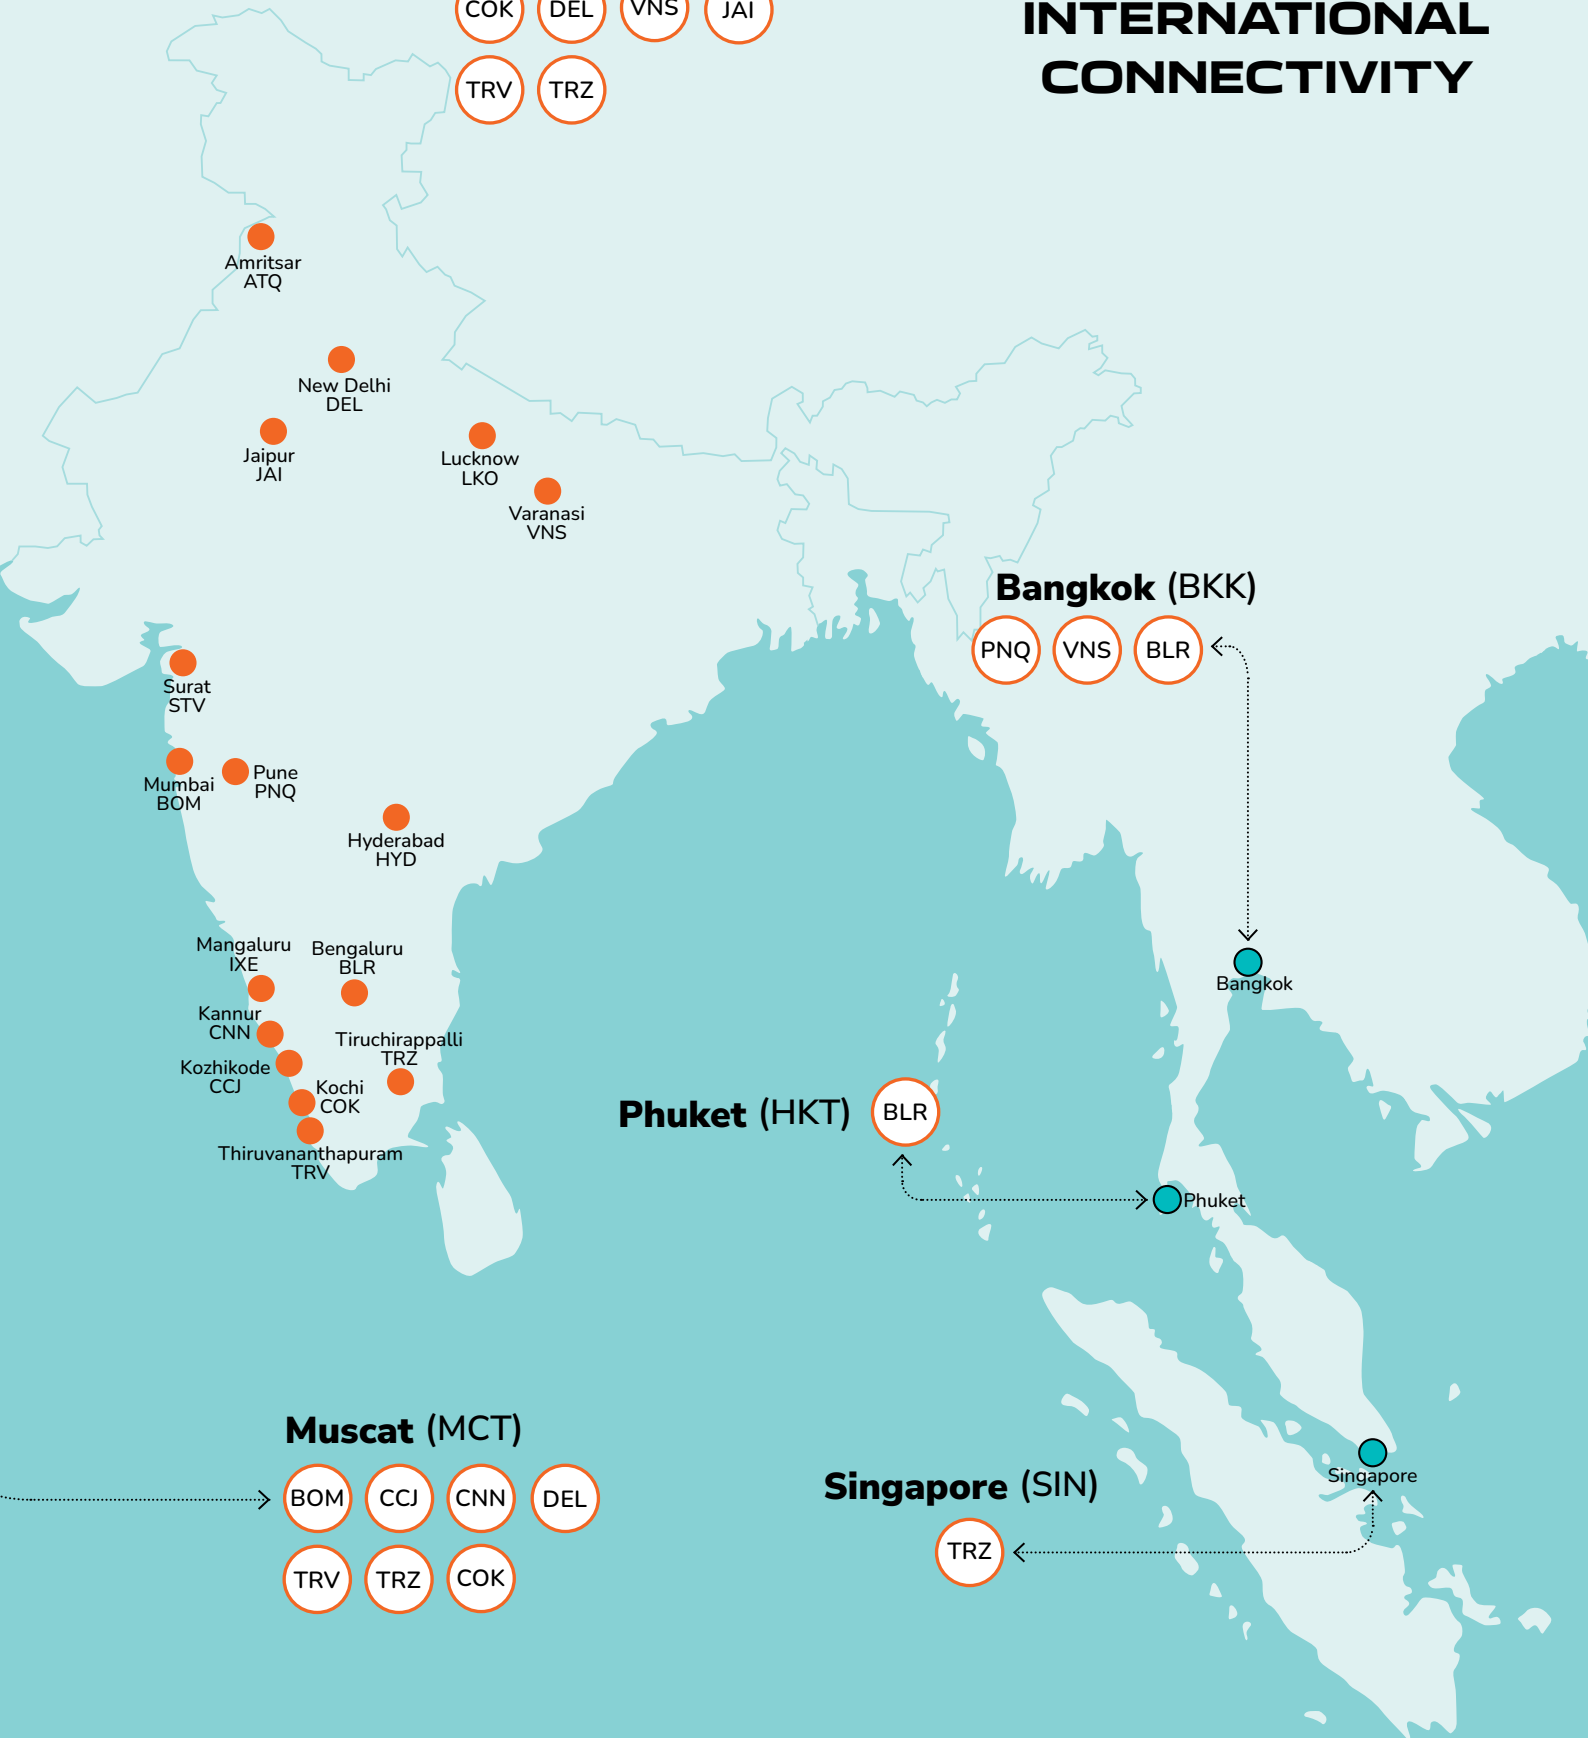 COK DEL VNS JAI
TRV TRZ
INTERNATIONAL
CONNECTIVITY
Amritsar
ATQ
New Delhi
DEL
Jaipur
JAI
Lucknow
LKO
Varanasi
VNS
Bangkok (BKK)
PNQ VNS BLR
Surat
STV
Mumbai
BOM
Pune
PNQ
Hyderabad
HYD
Mangaluru
IXE
Bengaluru
BLR
Kannur
CNN
Tiruchirappalli
TRZ
Kozhikode
CCJ
Kochi
COK
Thiruvananthapuram
TRV
Bangkok
Phuket (HKT)
BLR
Phuket
Muscat (MCT)
BOM CCJ CNN DEL
TRV TRZ COK
Singapore (SIN)
TRZ
Singapore